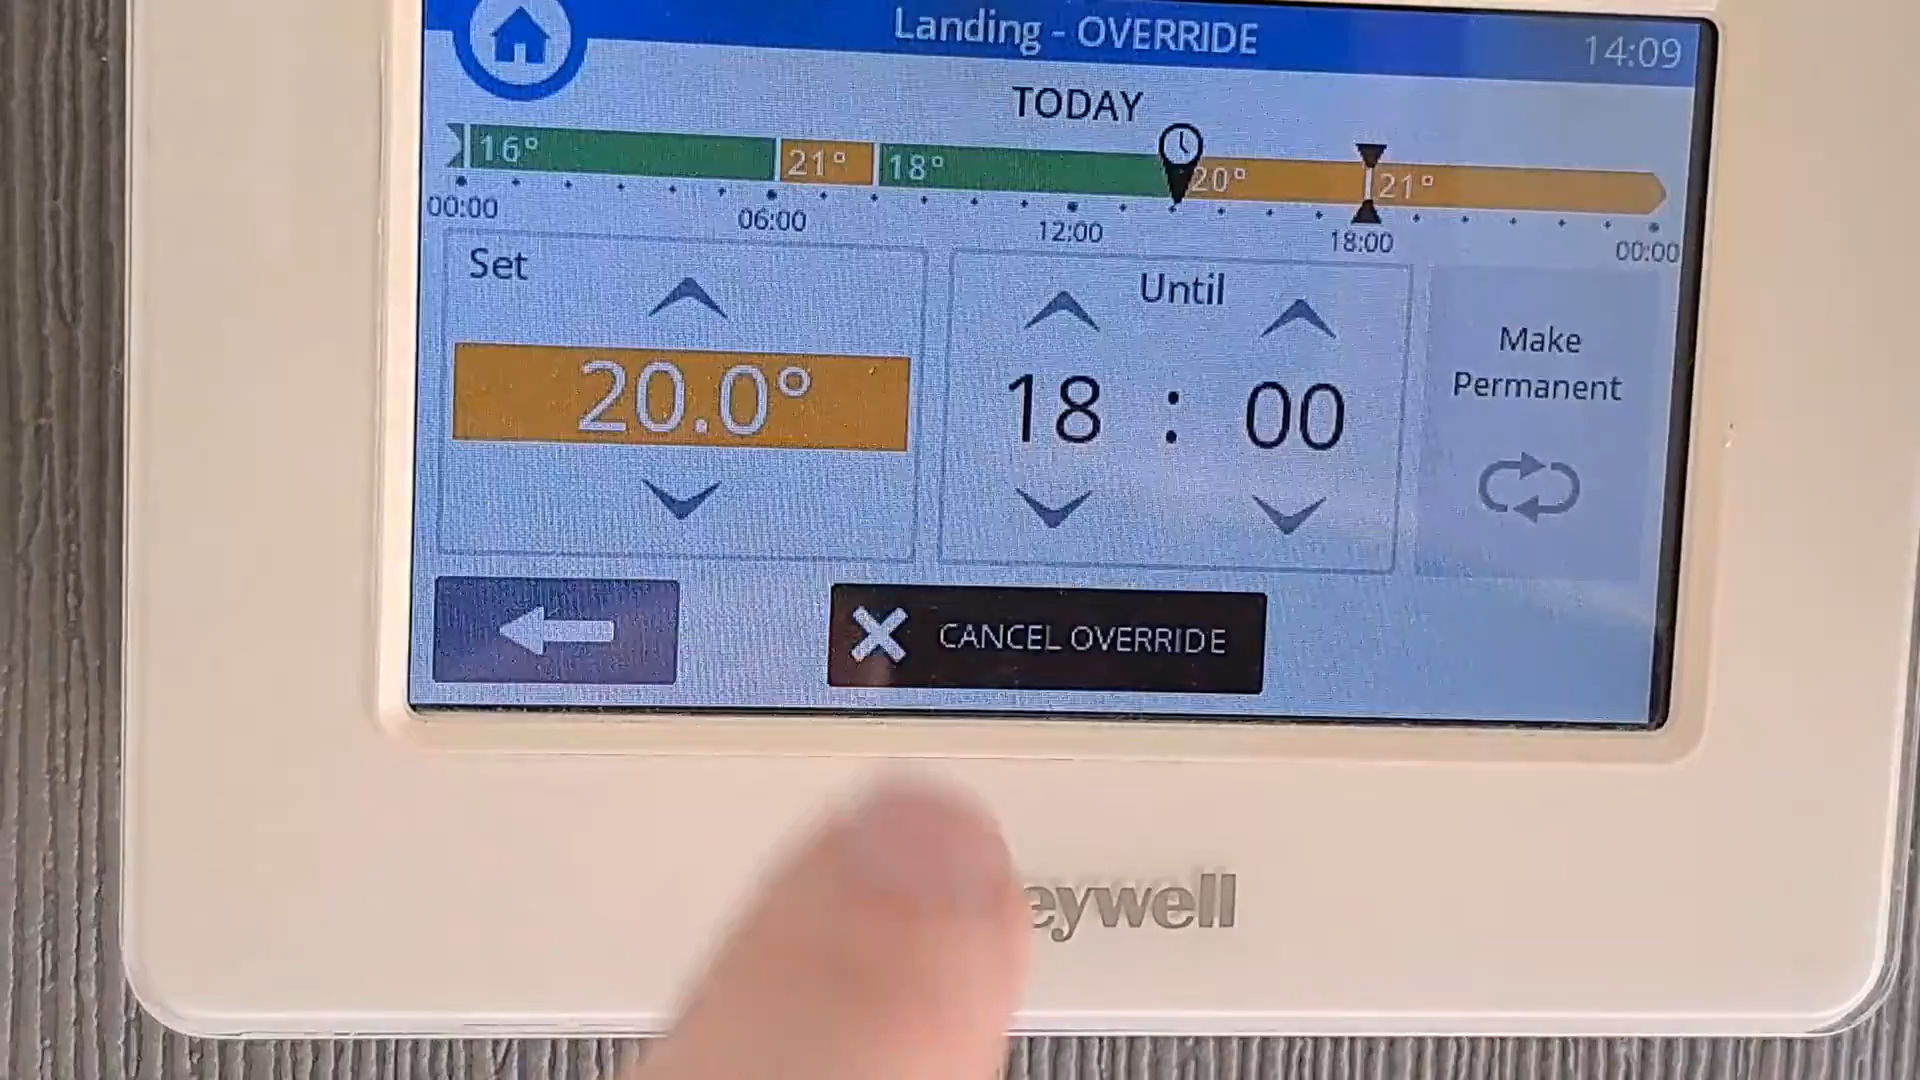 Landing - OVERRIDE
14:09
TODAY
16° 21° 18° 20° 21°
00:00 06:00 12:00 18:00 00:00
Set
Until
20.0°
18 : 00
Make
Permanent
CANCEL OVERRIDE
eywell